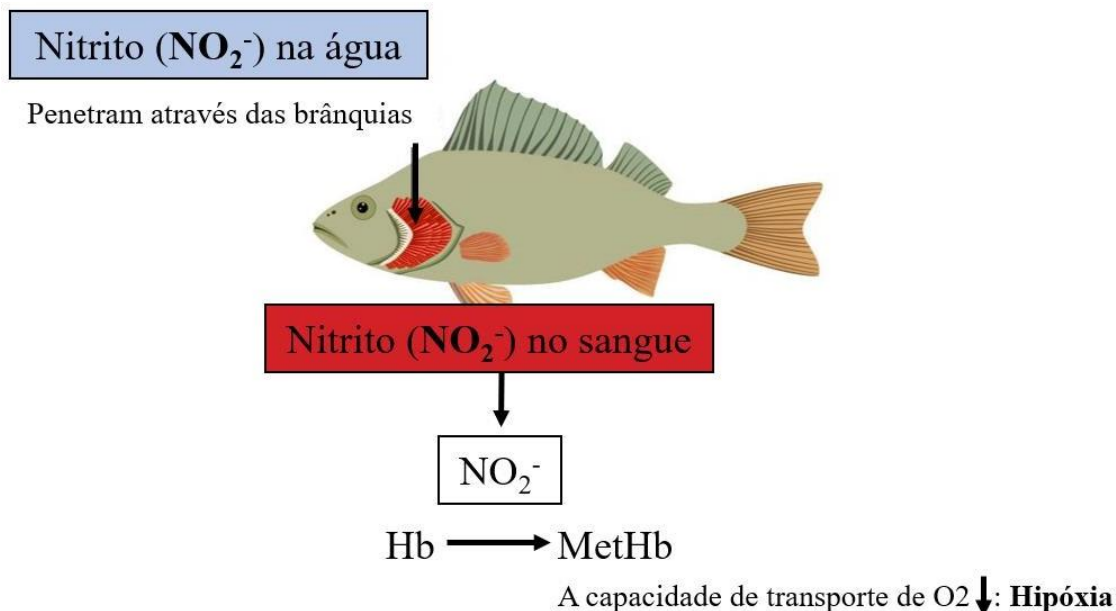 Nitrito (NO₂⁻) na água
Penetram através das brânquias
Nitrito (NO₂⁻) no sangue
NO₂⁻
Hb MetHb
A capacidade de transporte de O2 : Hipóxia